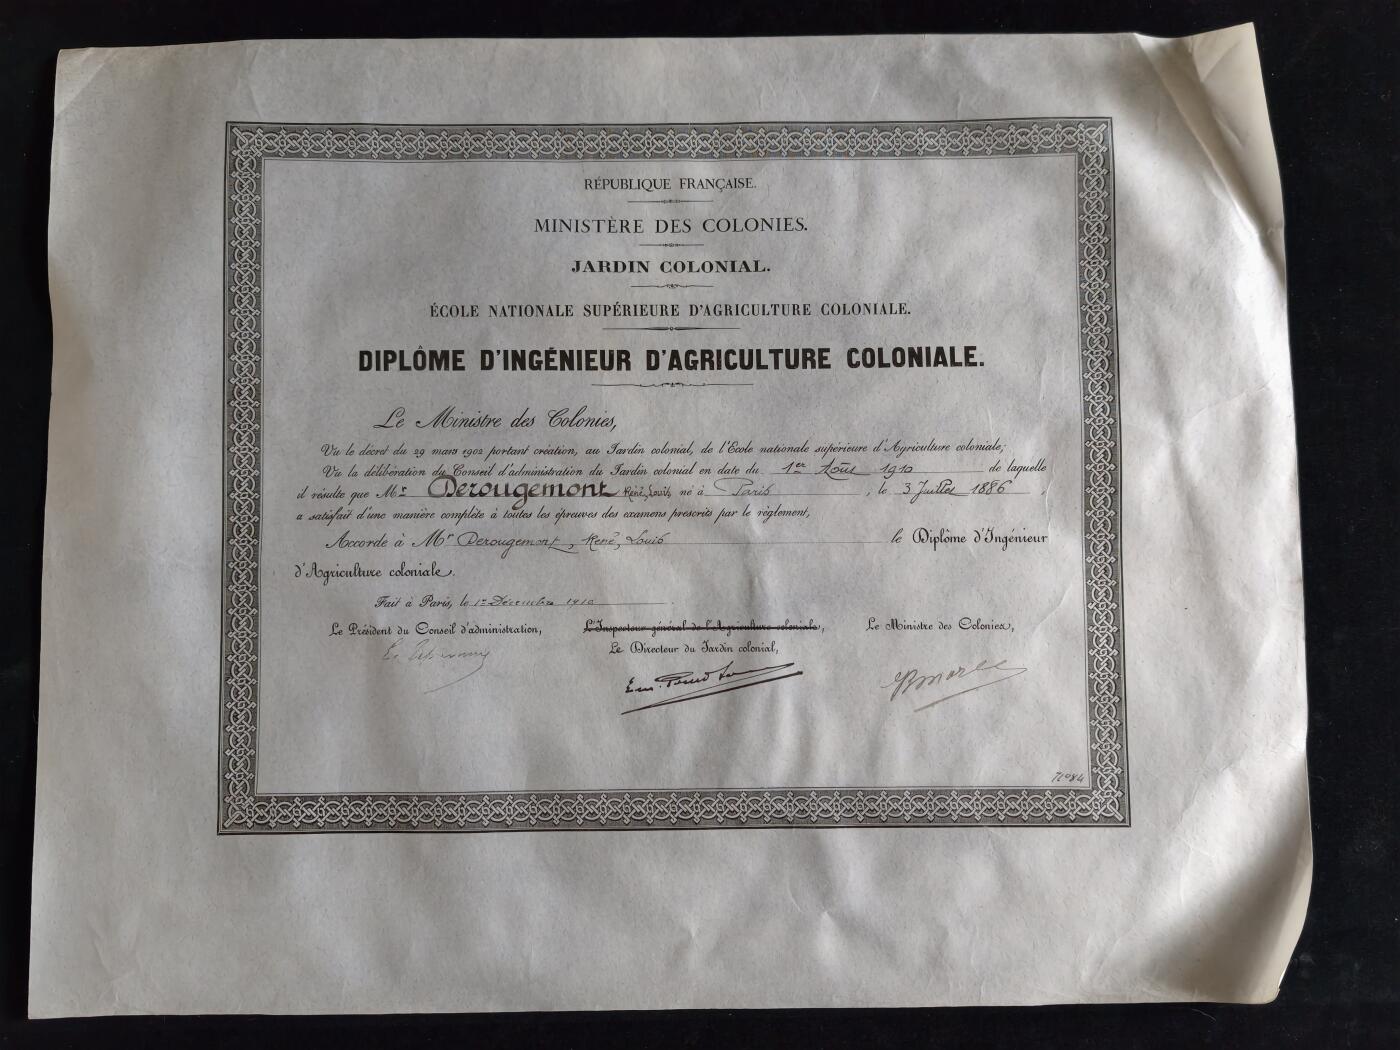 RÉPUBLIQUE FRANÇAISE.
MINISTÈRE DES COLONIES.
JARDIN COLONIAL.
ÉCOLE NATIONALE SUPÉRIEURE D'AGRICULTURE COLONIALE.
DIPLÔME D'INGÉNIEUR D'AGRICULTURE COLONIALE.
Le Ministre des Colonies,
Vu le décret du 29 mars 1902 portant création, au Jardin colonial, de l'Ecole nationale supérieure d'Agriculture coloniale;
Vu la délibération du Conseil d'administration du Jardin colonial en date du 1er Août 1910 de laquelle
il résulte que Mr Derougemont René, Louis né à Paris, le 3 Juillet 1886,
a satisfait d'une manière complète à toutes les épreuves des examens prescrits par le règlement,
Accorde à Mr Derougemont, René, Louis le Diplôme d'Ingénieur
d'Agriculture coloniale.
Fait à Paris, le 1er Décembre 1910.
Le Président du Conseil d'administration, L'Inspecteur général de l'Agriculture coloniale, Le Ministre des Colonies,
Le Directeur du Jardin colonial,
N° 84